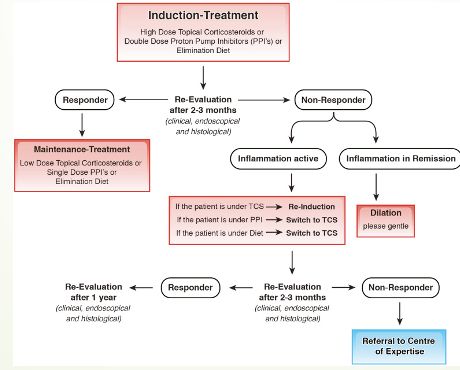 Induction-Treatment
High Dose Topical Corticosteroids or
Double Dose Proton Pump Inhibitors (PPI's) or
Elimination Diet
Responder
Re-Evaluation
after 2-3 months
(clinical, endoscopical
and histological)
Non-Responder
Maintenance-Treatment
Low Dose Topical Corticosteroids or
Single Dose PPI's or
Elimination Diet
Inflammation active
Inflammation in Remission
If the patient is under TCS Re-Induction
If the patient is under PPI Switch to TCS
If the patient is under Diet Switch to TCS
Dilation
please gentle
Re-Evaluation
after 1 year
(clinical, endoscopical
and histological)
Responder
Re-Evaluation
after 2-3 months
(clinical, endoscopical
and histological)
Non-Responder
Referral to Centre
of Expertise